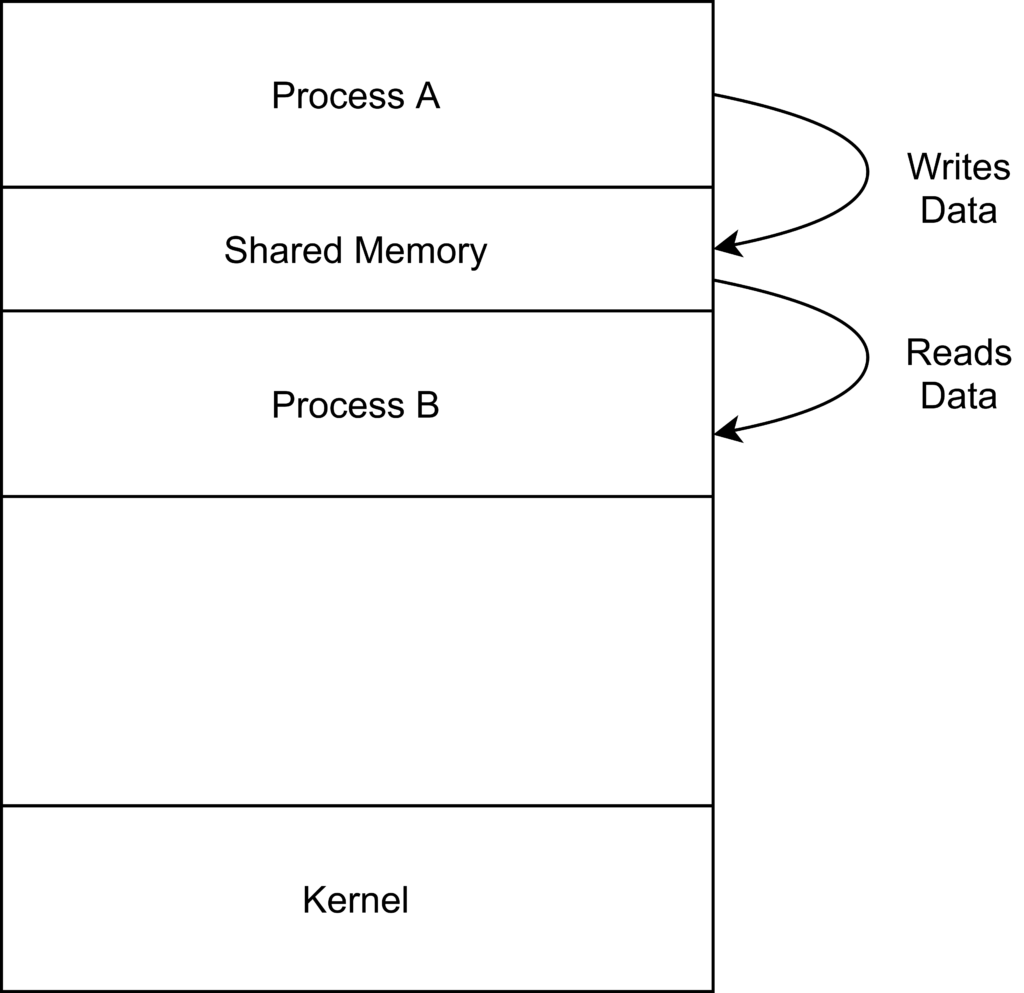 Process A
Writes
Data
Shared Memory
Reads
Data
Process B
Kernel